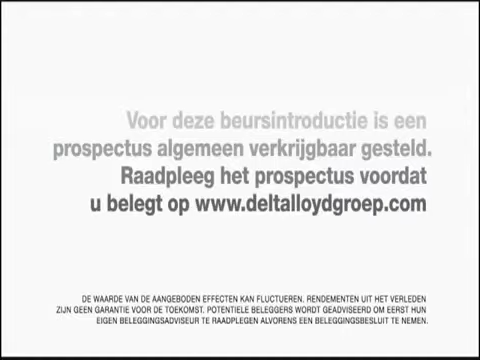 Voor deze beursintroductie is een
prospectus algemeen verkrijgbaar gesteld.
Raadpleeg het prospectus voordat
u belegt op www.deltalloydgroep.com
DE WAARDE VAN DE AANGEBODEN EFFECTEN KAN FLUCTUEREN. RENDEMENTEN UIT HET VERLEDEN
ZIJN GEEN GARANTIE VOOR DE TOEKOMST. POTENTIELE BELEGGERS WORDT GEADVISEERD OM EERST HUN
EIGEN BELEGGINGSADVISEUR TE RAADPLEGEN ALVORENS EEN BELEGGINGSBESLUIT TE NEMEN.